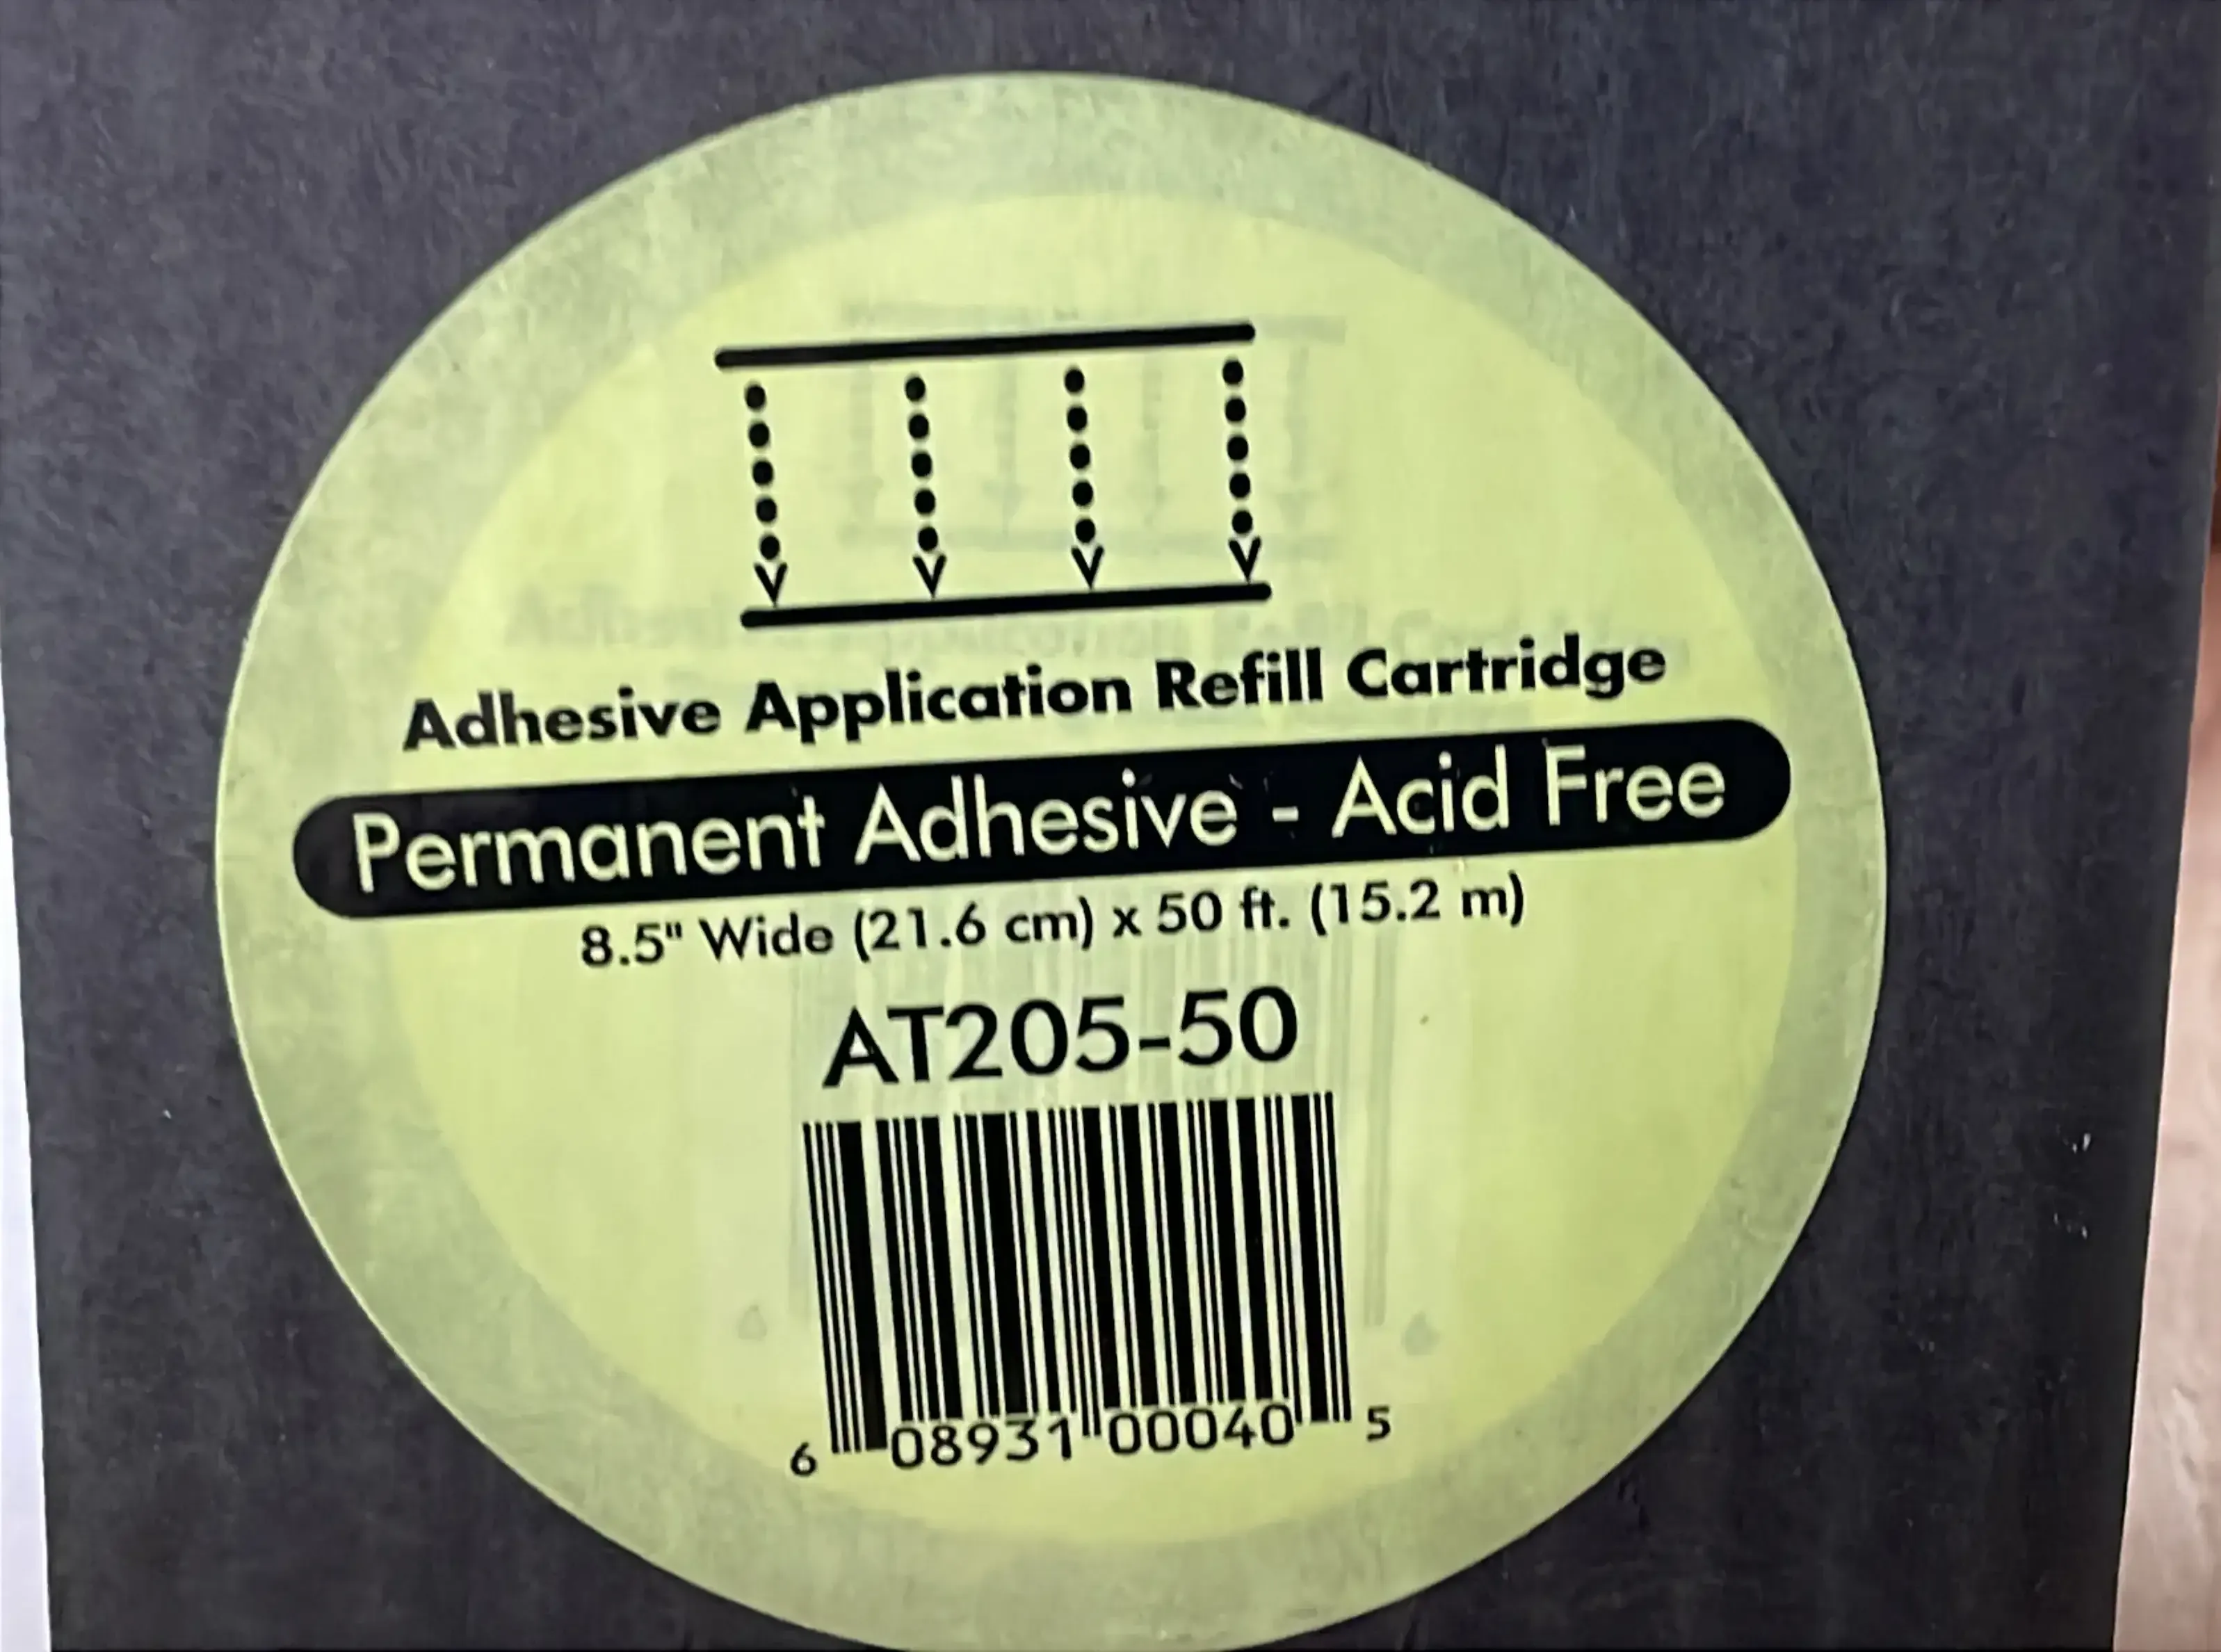 Adhesive Application Refill Cartridge
Permanent Adhesive - Acid Free
8.5" Wide (21.6 cm) x 50 ft. (15.2 m)
AT205-50
6 08931 00040 5